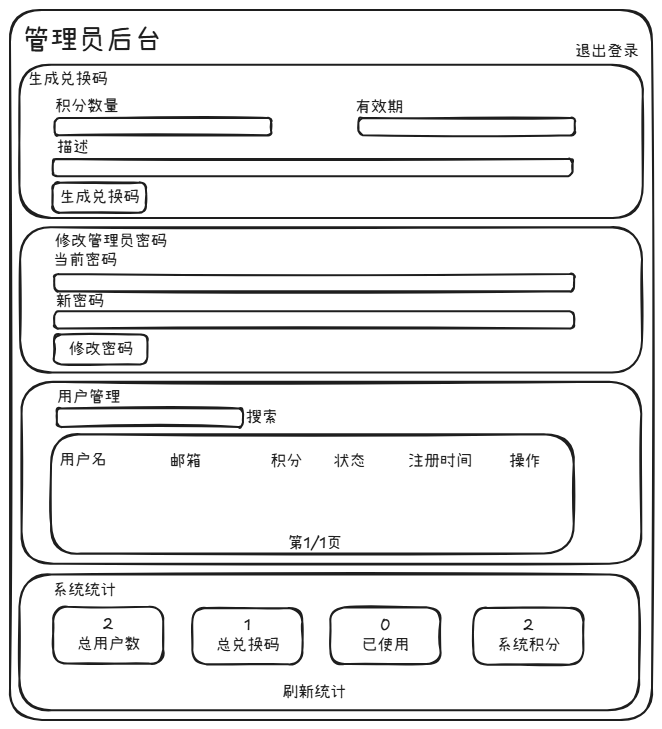 管理员后台
退出登录
生成兑换码
积分数量 有效期
描述
生成兑换码
修改管理员密码
当前密码
新密码
修改密码
用户管理
搜索
用户名 邮箱 积分 状态 注册时间 操作
第1/1页
系统统计
2 1 0 2
总用户数 总兑换码 已使用 系统积分
刷新统计